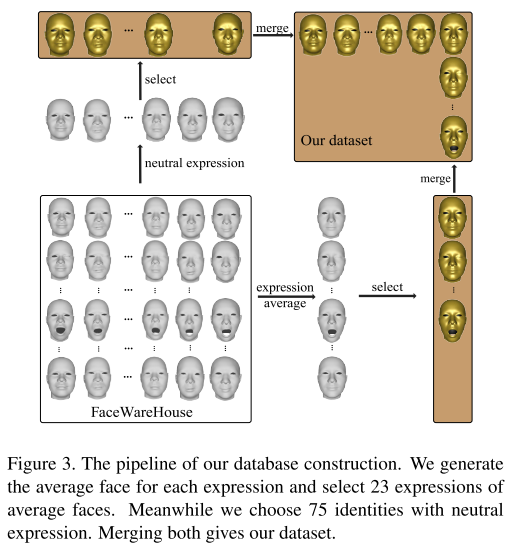 merge
select
Our dataset
neutral expression
merge
expression
average
select
FaceWareHouse
Figure 3. The pipeline of our database construction. We generate
the average face for each expression and select 23 expressions of
average faces. Meanwhile we choose 75 identities with neutral
expression. Merging both gives our dataset.